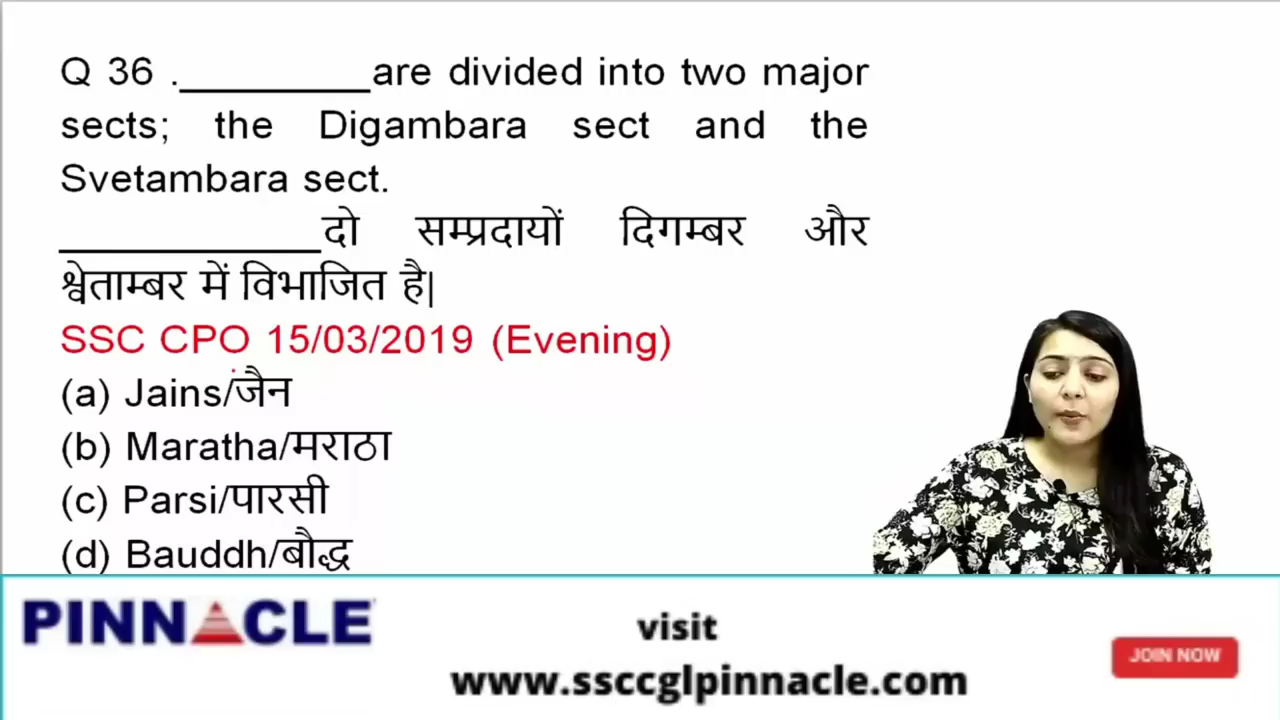 Q 36 .________are divided into two major
sects; the Digambara sect and the
Svetambara sect.
___________दो सम्प्रदायों दिगम्बर और
श्वेताम्बर में विभाजित है|
SSC CPO 15/03/2019 (Evening)
(a) Jains/जैन
(b) Maratha/मराठा
(c) Parsi/पारसी
(d) Bauddh/बौद्ध
PINNACLE
visit
www.ssccglpinnacle.com
JOIN NOW